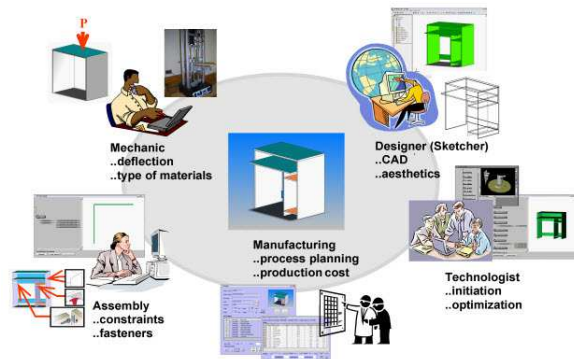 P
Mechanic
..deflection
..type of materials
Designer (Sketcher)
..CAD
..aesthetics
Manufacturing
..process planning
..production cost
Technologist
..initiation
..optimization
Assembly
..constraints
..fasteners